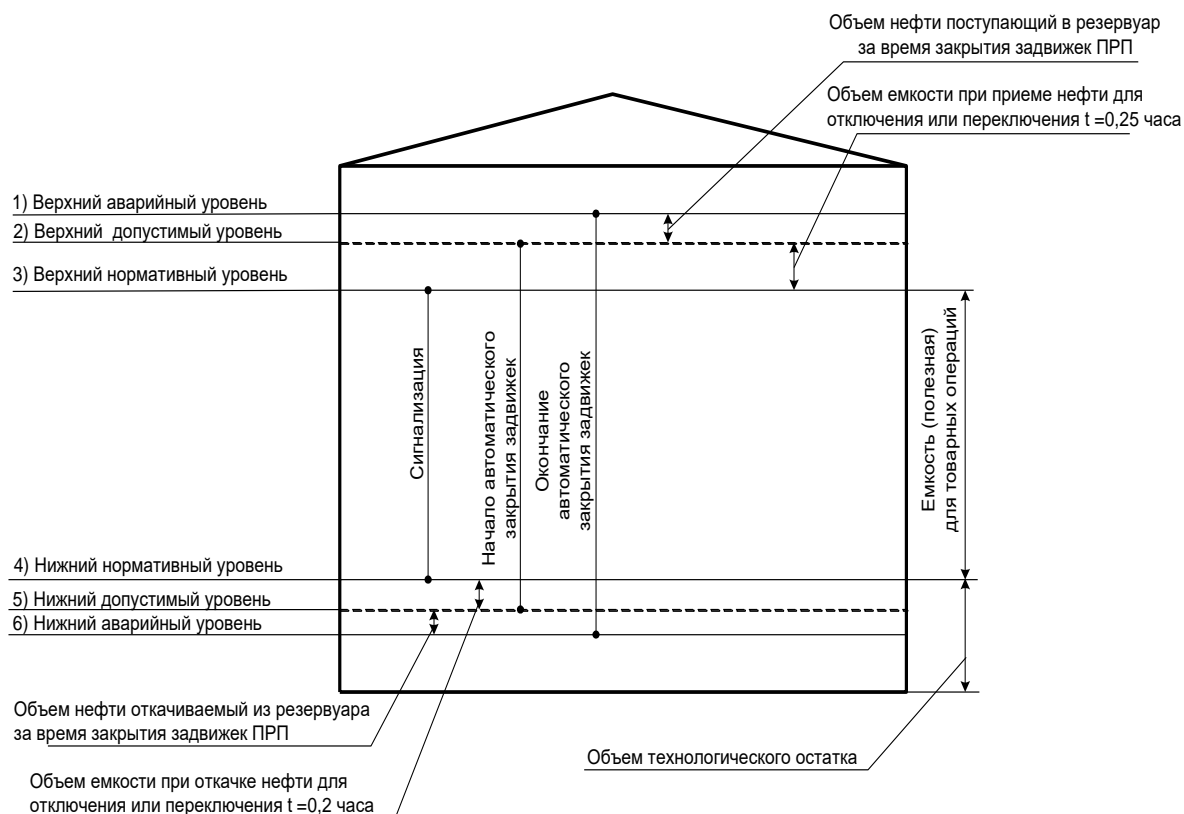 Объем нефти поступающий в резервуар
за время закрытия задвижек ПРП
Объем емкости при приеме нефти для
отключения или переключения t =0,25 часа
1) Верхний аварийный уровень
2) Верхний допустимый уровень
3) Верхний нормативный уровень
Сигнализация
Начало автоматического
закрытия задвижек
Окончание
автоматического
закрытия задвижек
Емкость (полезная)
для товарных операций
4) Нижний нормативный уровень
5) Нижний допустимый уровень
6) Нижний аварийный уровень
Объем нефти откачиваемый из резервуара
за время закрытия задвижек ПРП
Объем технологического остатка
Объем емкости при откачке нефти для
отключения или переключения t =0,2 часа